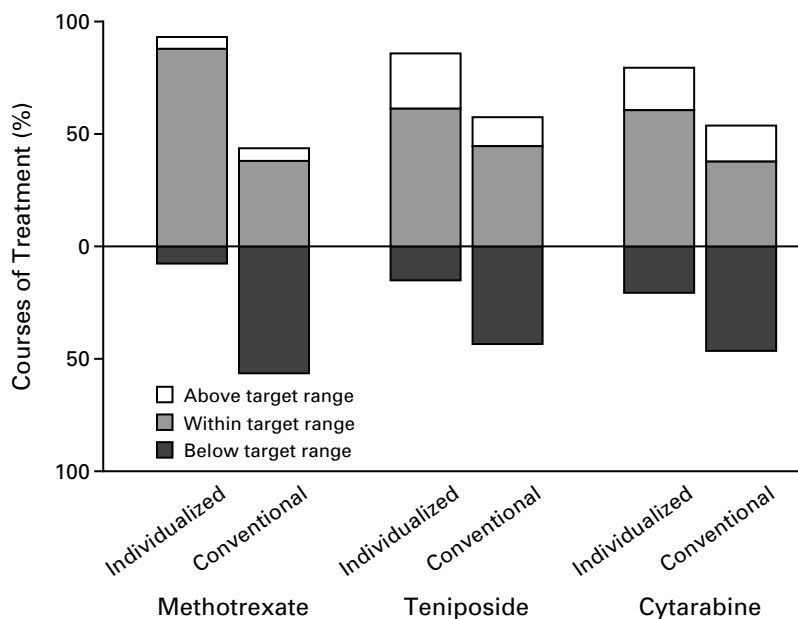 Courses of Treatment (%)
100
50
0
50
100
Above target range
Within target range
Below target range
Individualized
Conventional
Individualized
Conventional
Individualized
Conventional
Methotrexate
Teniposide
Cytarabine